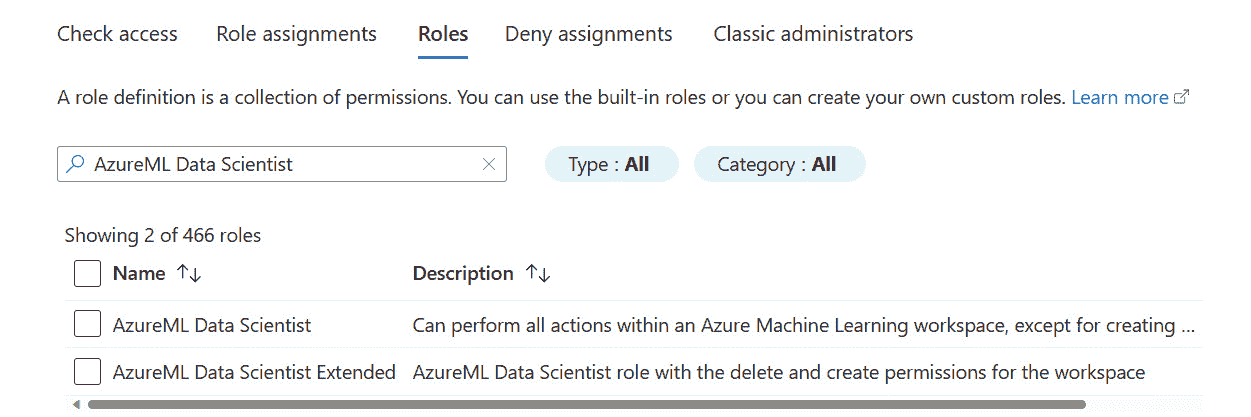 Check access Role assignments Roles Deny assignments Classic administrators
A role definition is a collection of permissions. You can use the built-in roles or you can create your own custom roles. Learn more
AzureML Data Scientist Type : All Category : All
Showing 2 of 466 roles
Name ↑↓ Description ↑↓
AzureML Data Scientist Can perform all actions within an Azure Machine Learning workspace, except for creating ...
AzureML Data Scientist Extended AzureML Data Scientist role with the delete and create permissions for the workspace